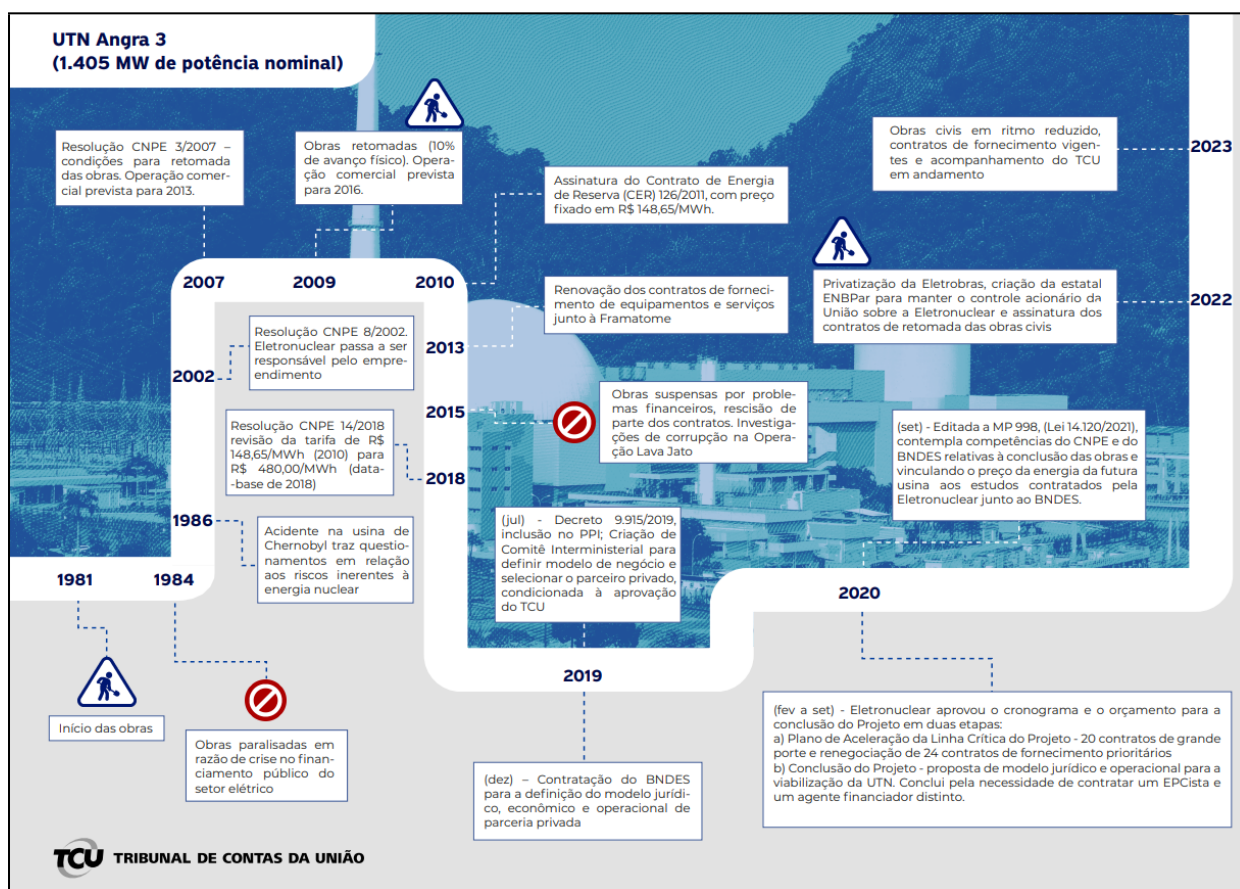 UTN Angra 3
(1.405 MW de potência nominal)
Resolução CNPE 3/2007 –
condições para retomada
das obras. Operação comer-
cial prevista para 2013.
Obras retomadas (10%
de avanço físico). Opera-
ção comercial prevista
para 2016.
Assinatura do Contrato de Energia
de Reserva (CER) 126/2011, com preço
fixado em R$ 148,65/MWh.
Obras civis em ritmo reduzido,
contratos de fornecimento vigen-
tes e acompanhamento do TCU
em andamento
2023
2007
2009
2010
Renovação dos contratos de forneci-
mento de equipamentos e serviços
junto à Framatome
Privatização da Eletrobras, criação da estatal
ENBPar para manter o controle acionário da
União sobre a Eletronuclear e assinatura dos
contratos de retomada das obras civis
2022
Resolução CNPE 8/2002.
Eletronuclear passa a ser
responsável pelo empre-
endimento
2002
2013
2015
Obras suspensas por proble-
mas financeiros, rescisão de
parte dos contratos. Investiga-
ções de corrupção na Opera-
ção Lava Jato
Resolução CNPE 14/2018
revisão da tarifa de R$
148,65/MWh (2010) para
R$ 480,00/MWh (data-
-base de 2018)
2018
(set) - Editada a MP 998, (Lei 14.120/2021),
contempla competências do CNPE e do
BNDES relativas à conclusão das obras e
vinculando o preço da energia da futura
usina aos estudos contratados pela
Eletronuclear junto ao BNDES.
1986
Acidente na usina de
Chernobyl traz questio-
namentos em relação
aos riscos inerentes à
energia nuclear
(jul) - Decreto 9.915/2019,
inclusão no PPI; Criação de
Comitê Interministerial para
definir modelo de negócio e
selecionar o parceiro privado,
condicionada à aprovação
do TCU
1981
1984
2020
2019
Início das obras
Obras paralisadas em
razão de crise no finan-
ciamento público do
setor elétrico
(dez) – Contratação do BNDES
para a definição do modelo jurídi-
co, econômico e operacional de
parceria privada
(fev a set) - Eletronuclear aprovou o cronograma e o orçamento para a
conclusão do Projeto em duas etapas:
a) Plano de Aceleração da Linha Crítica do Projeto - 20 contratos de grande
porte e renegociação de 24 contratos de fornecimento prioritários
b) Conclusão do Projeto - proposta de modelo jurídico e operacional para a
viabilização da UTN. Conclui pela necessidade de contratar um EPCista e
um agente financiador distinto.
TCU TRIBUNAL DE CONTAS DA UNIÃO